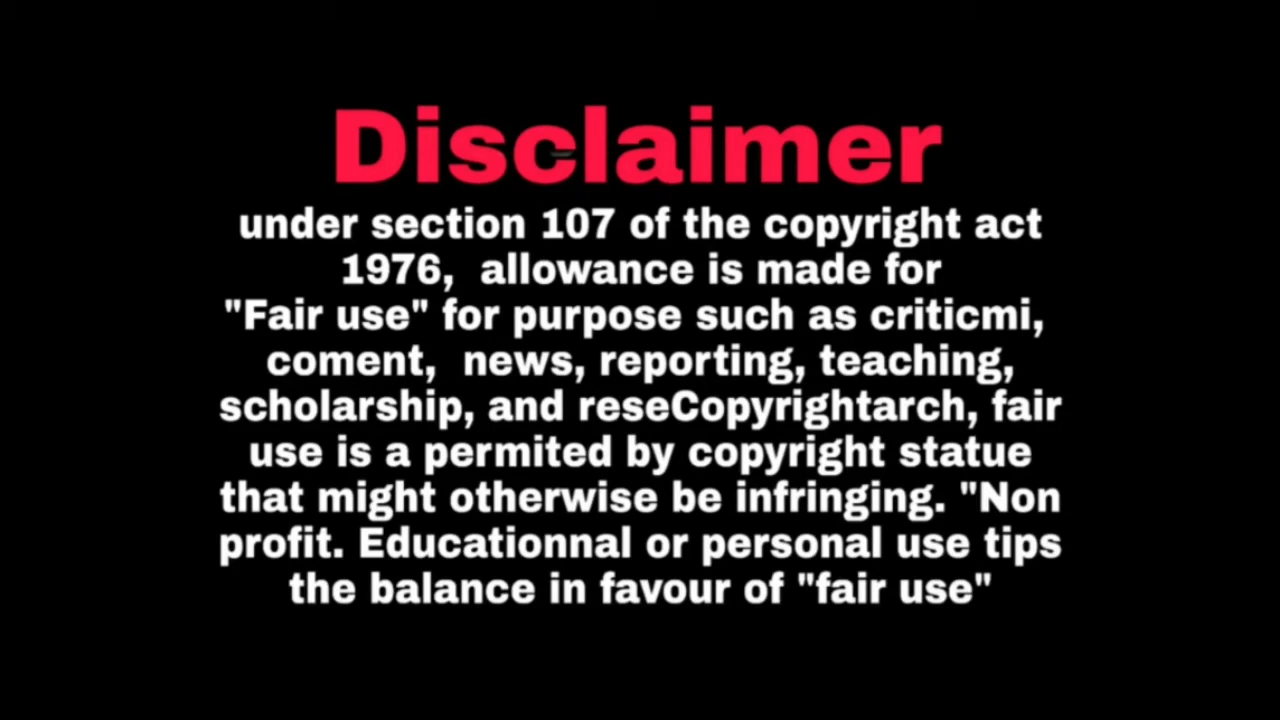 Disclaimer
under section 107 of the copyright act
1976,  allowance is made for
"Fair use" for purpose such as criticmi,
coment,  news, reporting, teaching,
scholarship, and reseCopyrightarch, fair
use is a permited by copyright statue
that might otherwise be infringing. "Non
profit. Educationnal or personal use tips
the balance in favour of "fair use"